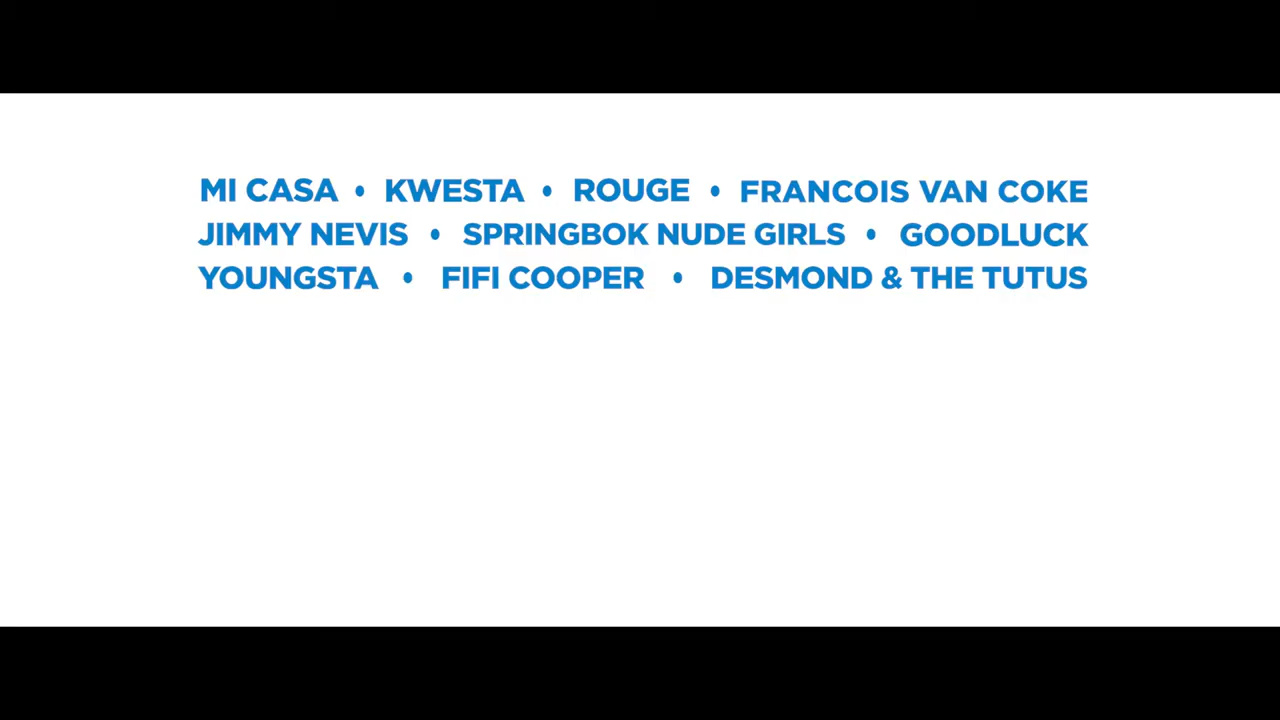 MI CASA • KWESTA • ROUGE • FRANCOIS VAN COKE
JIMMY NEVIS • SPRINGBOK NUDE GIRLS • GOODLUCK
YOUNGSTA • FIFI COOPER • DESMOND & THE TUTUS